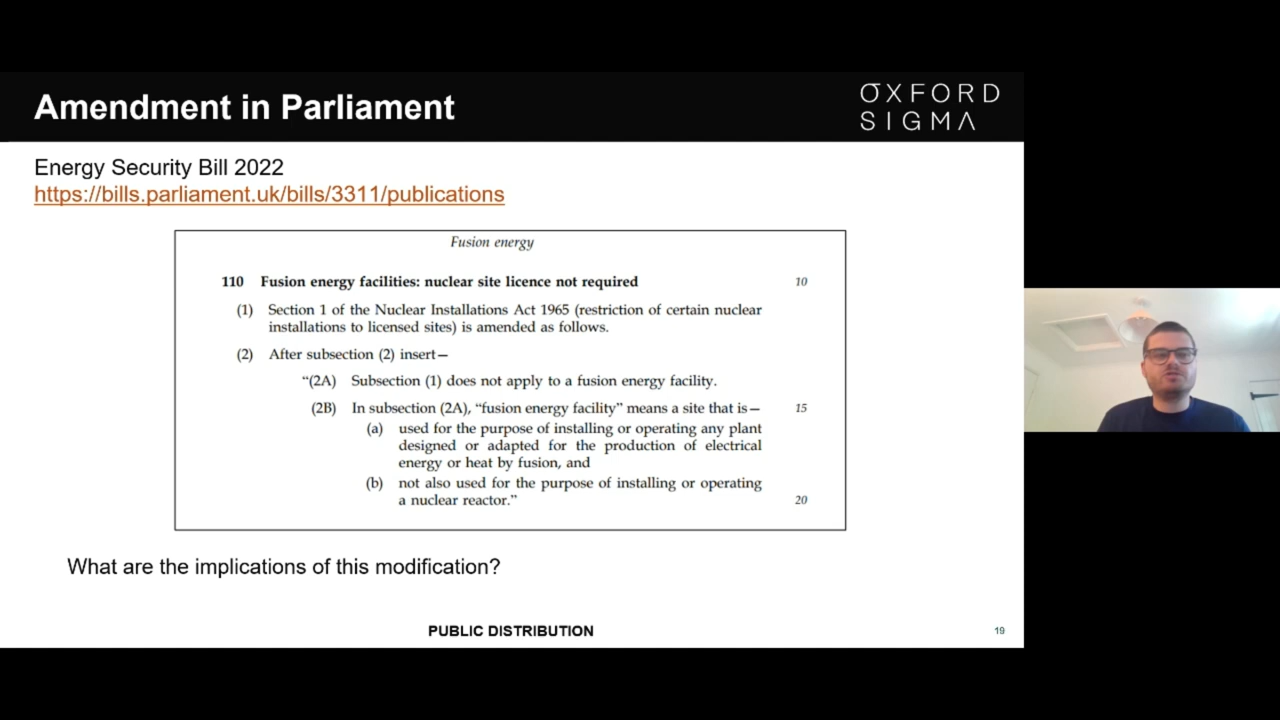 Amendment in Parliament
OXFORD
SIGMA
Energy Security Bill 2022
https://bills.parliament.uk/bills/3311/publications
Fusion energy
110 Fusion energy facilities: nuclear site licence not required 10
(1) Section 1 of the Nuclear Installations Act 1965 (restriction of certain nuclear
installations to licensed sites) is amended as follows.
(2) After subsection (2) insert—
“(2A) Subsection (1) does not apply to a fusion energy facility.
(2B) In subsection (2A), “fusion energy facility” means a site that is— 15
(a) used for the purpose of installing or operating any plant
designed or adapted for the production of electrical
energy or heat by fusion, and
(b) not also used for the purpose of installing or operating
a nuclear reactor.” 20
What are the implications of this modification?
PUBLIC DISTRIBUTION
19